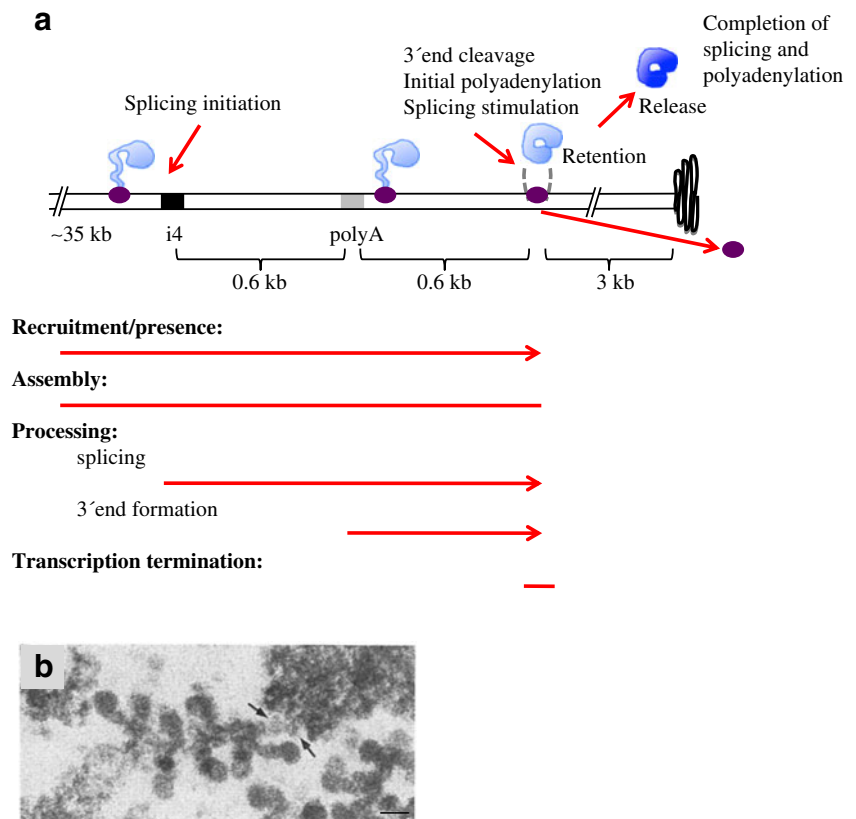 a
Completion of
splicing and
polyadenylation
3´end cleavage
Initial polyadenylation
Splicing stimulation
Splicing initiation
Release
Retention
~35 kb
i4
polyA
0.6 kb
0.6 kb
3 kb
Recruitment/presence:
Assembly:
Processing:
splicing
3´end formation
Transcription termination:
b